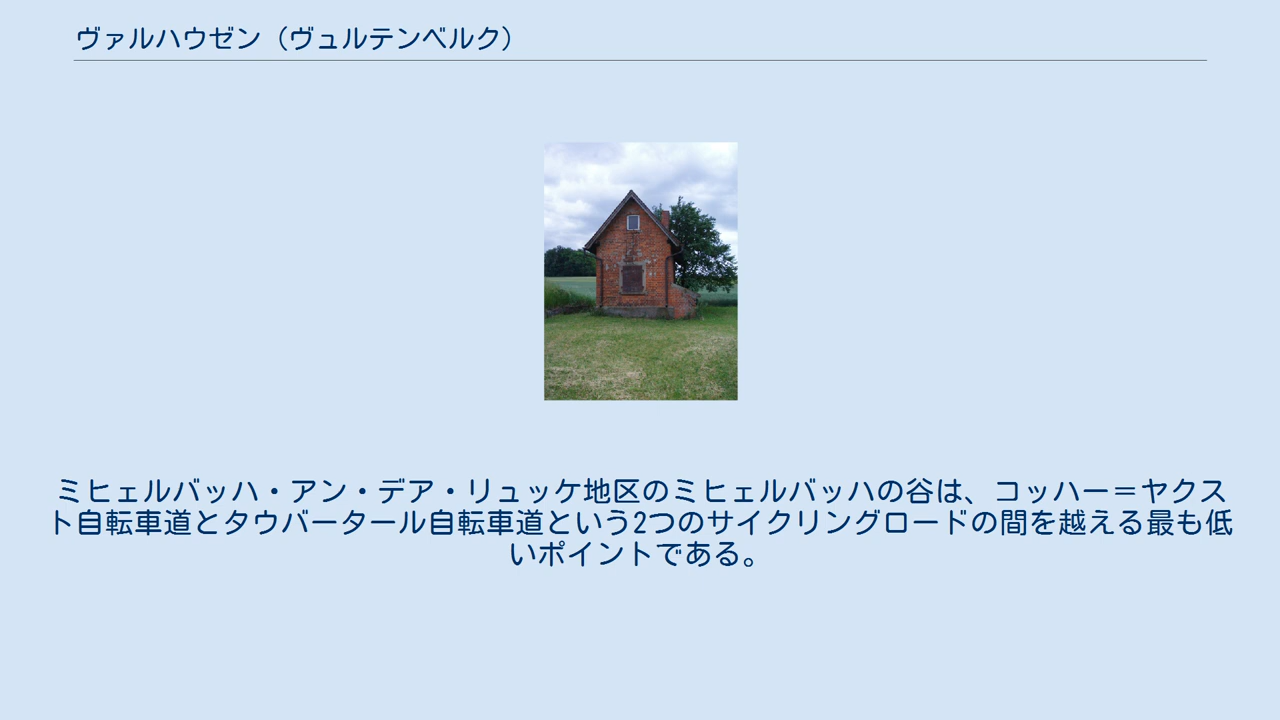 ヴァルハウゼン（ヴュルテンベルク）
ミヒェルバッハ・アン・デア・リュッケ地区のミヒェルバッハの谷は、コッハー＝ヤクス
ト自転車道とタウバータール自転車道という2つのサイクリングロードの間を越える最も低
いポイントである。